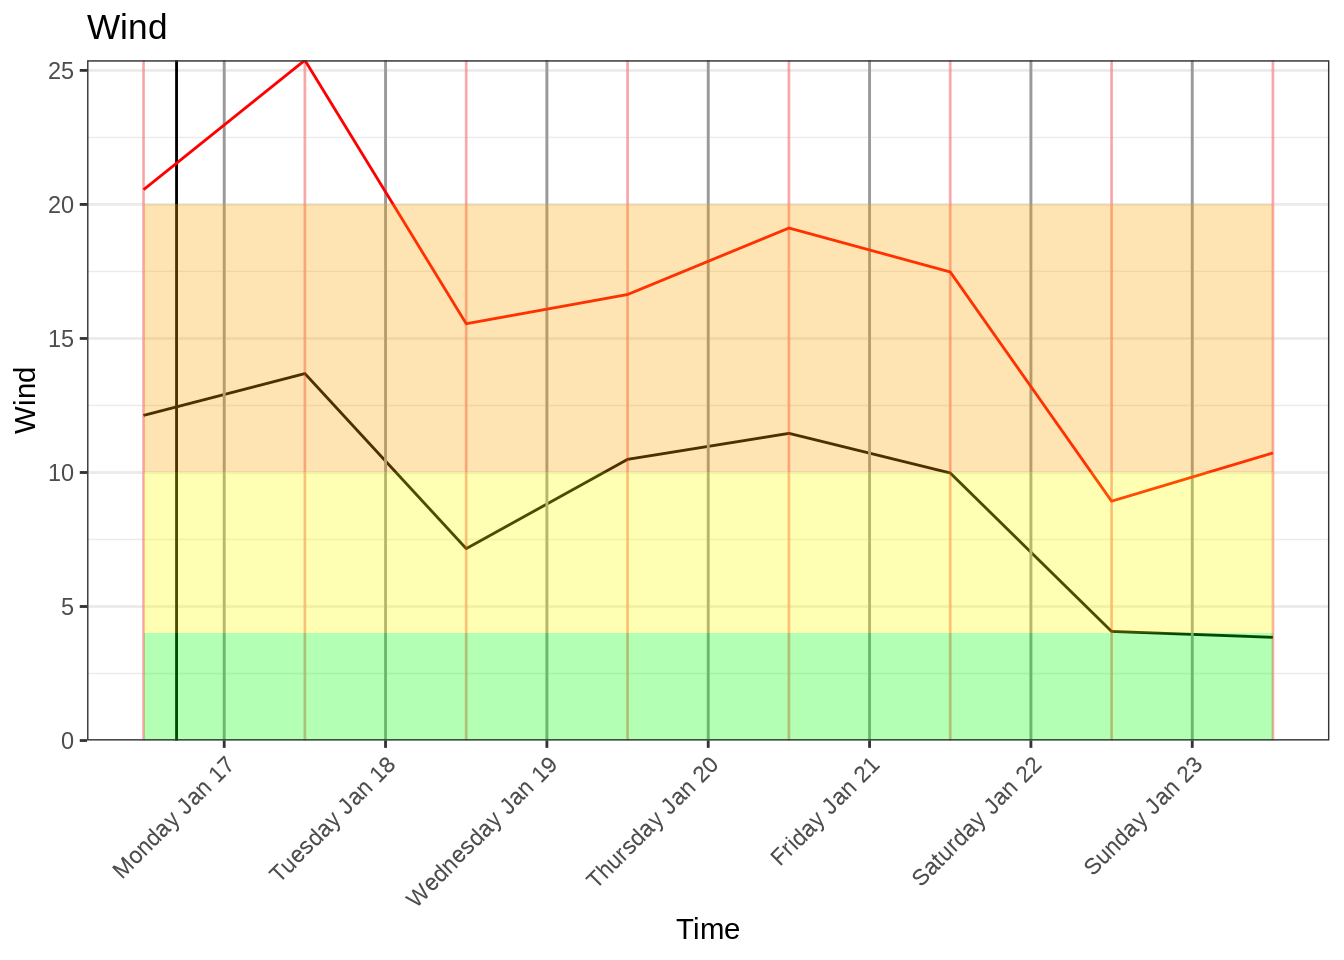 Wind
25
20
15
10
5
0
Wind
Monday Jan 17
Tuesday Jan 18
Wednesday Jan 19
Thursday Jan 20
Friday Jan 21
Saturday Jan 22
Sunday Jan 23
Time